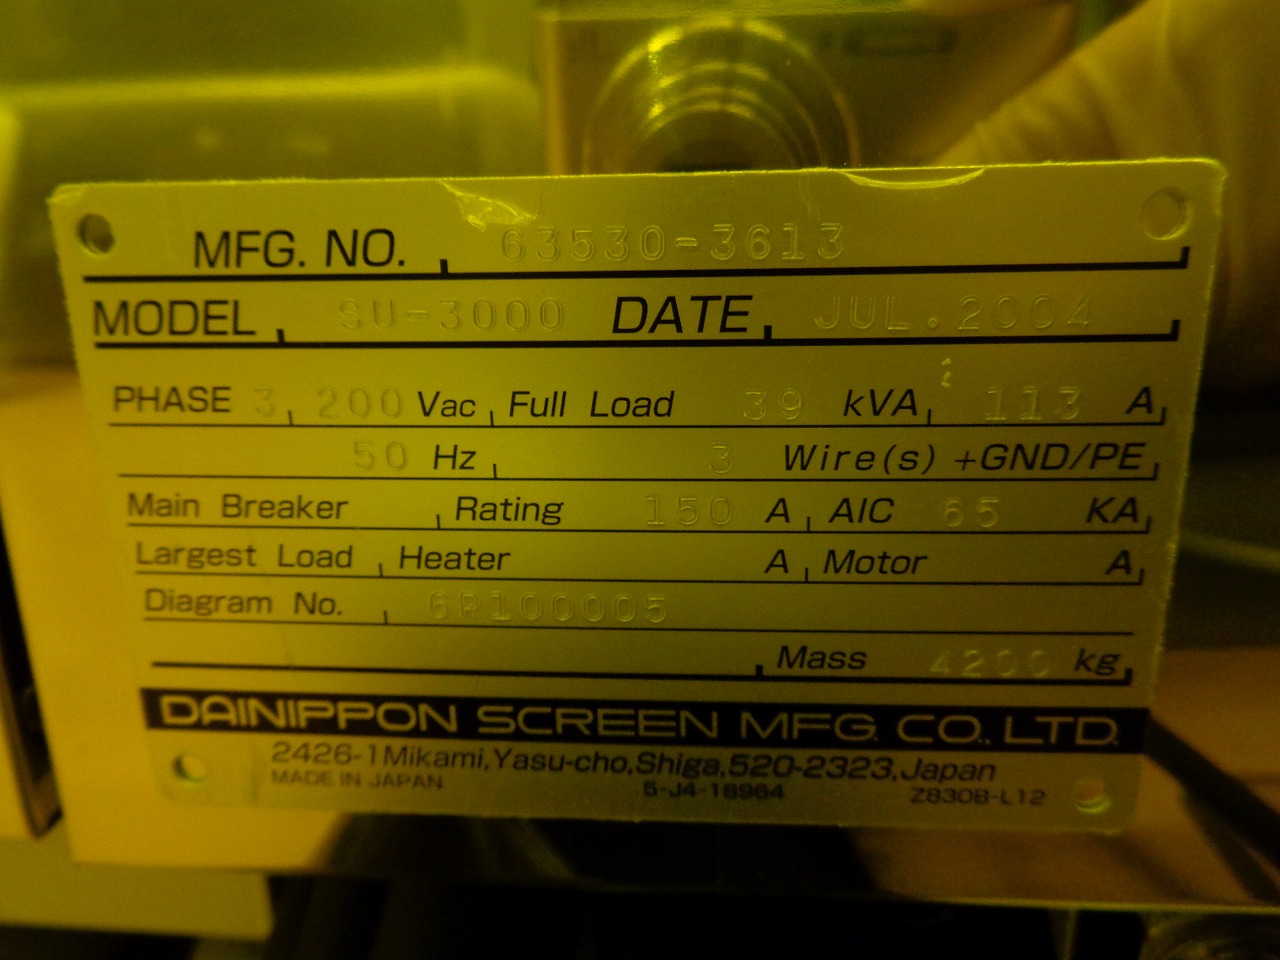 MFG. NO. 63530-3613
MODEL SU-3000 DATE JUL.2004
PHASE 3 200 Vac Full Load 39 kVA 113 A
50 Hz 3 Wire(s) +GND/PE
Main Breaker Rating 150 A AIC 65 KA
Largest Load Heater A Motor A
Diagram No. 6R100005
Mass 4200 kg
DAINIPPON SCREEN MFG. CO., LTD.
2426-1 Mikami, Yasu-cho, Shiga, 520-2323, Japan
MADE IN JAPAN 5-J4-18964 Z830B-L12